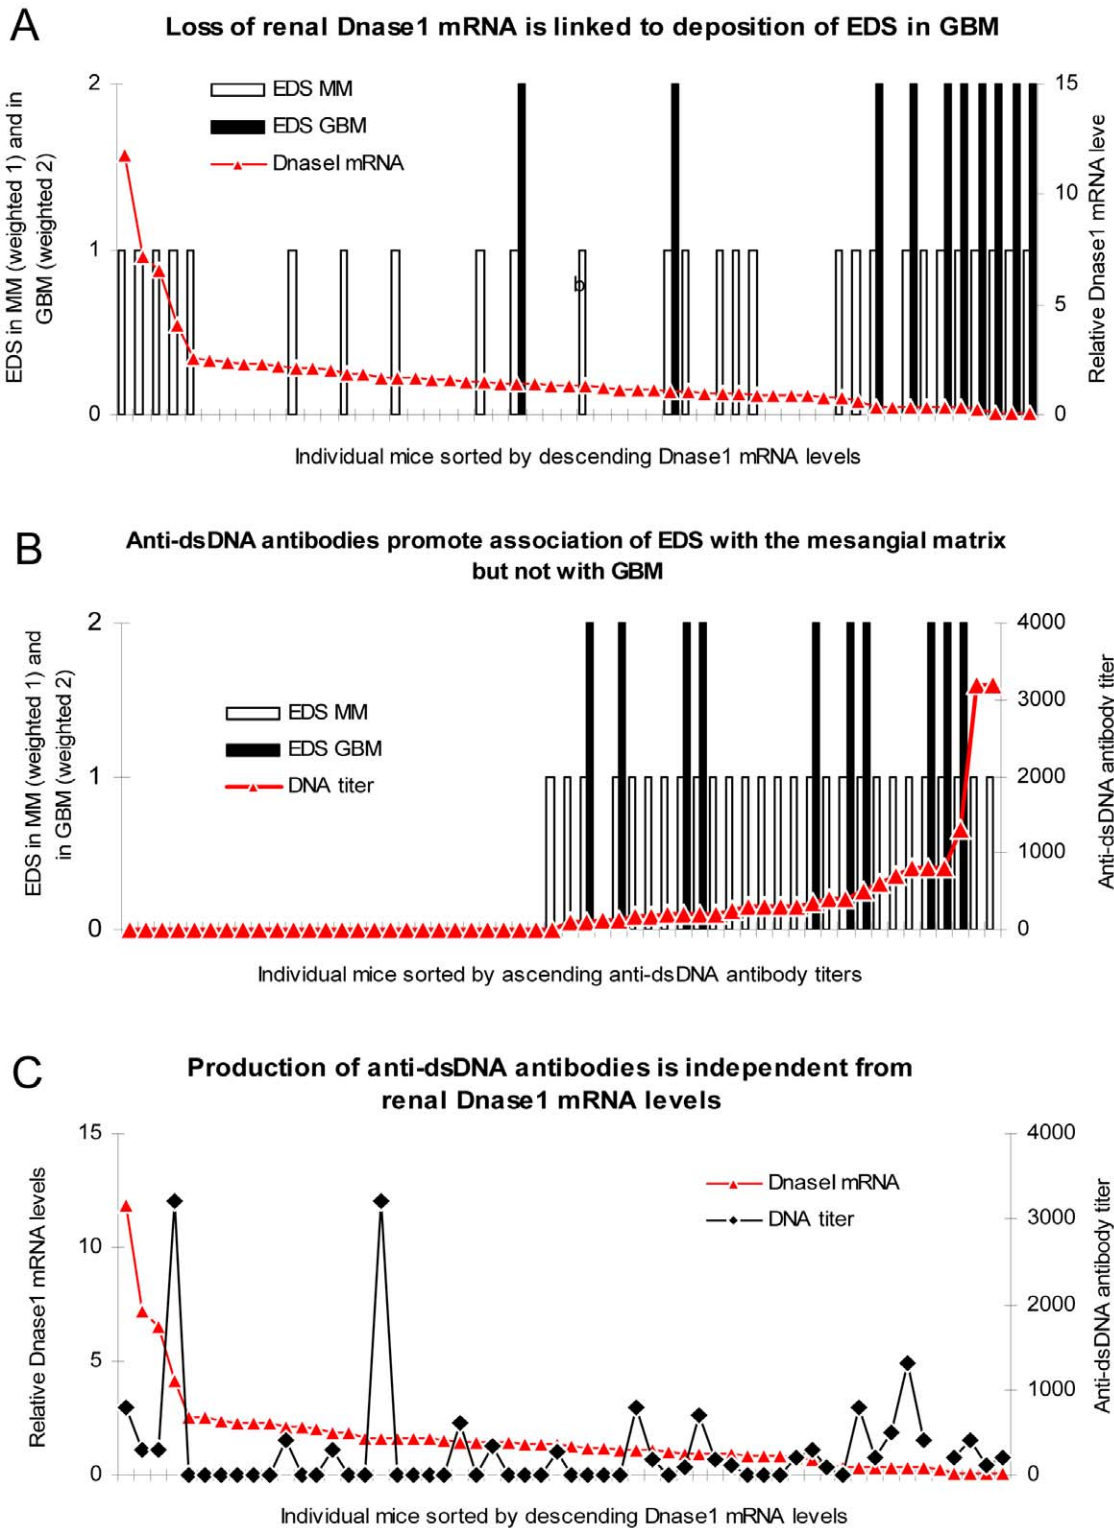 A
Loss of renal Dnase1 mRNA is linked to deposition of EDS in GBM
EDS in MM (weighted 1) and in
GBM (weighted 2)
2
1
0
EDS MM
EDS GBM
DnaseI mRNA
b
15
10
5
0
Relative Dnase1 mRNA leve
Individual mice sorted by descending Dnase1 mRNA levels
B
Anti-dsDNA antibodies promote association of EDS with the mesangial matrix
but not with GBM
EDS in MM (weighted 1) and
in GBM (weighted 2)
2
1
0
EDS MM
EDS GBM
DNA titer
4000
3000
2000
1000
0
Anti-dsDNA antibody titer
Individual mice sorted by ascending anti-dsDNA antibody titers
C
Production of anti-dsDNA antibodies is independent from
renal Dnase1 mRNA levels
Relative Dnase1 mRNA levels
15
10
5
0
DnaseI mRNA
DNA titer
4000
3000
2000
1000
0
Anti-dsDNA antibody titer
Individual mice sorted by descending Dnase1 mRNA levels